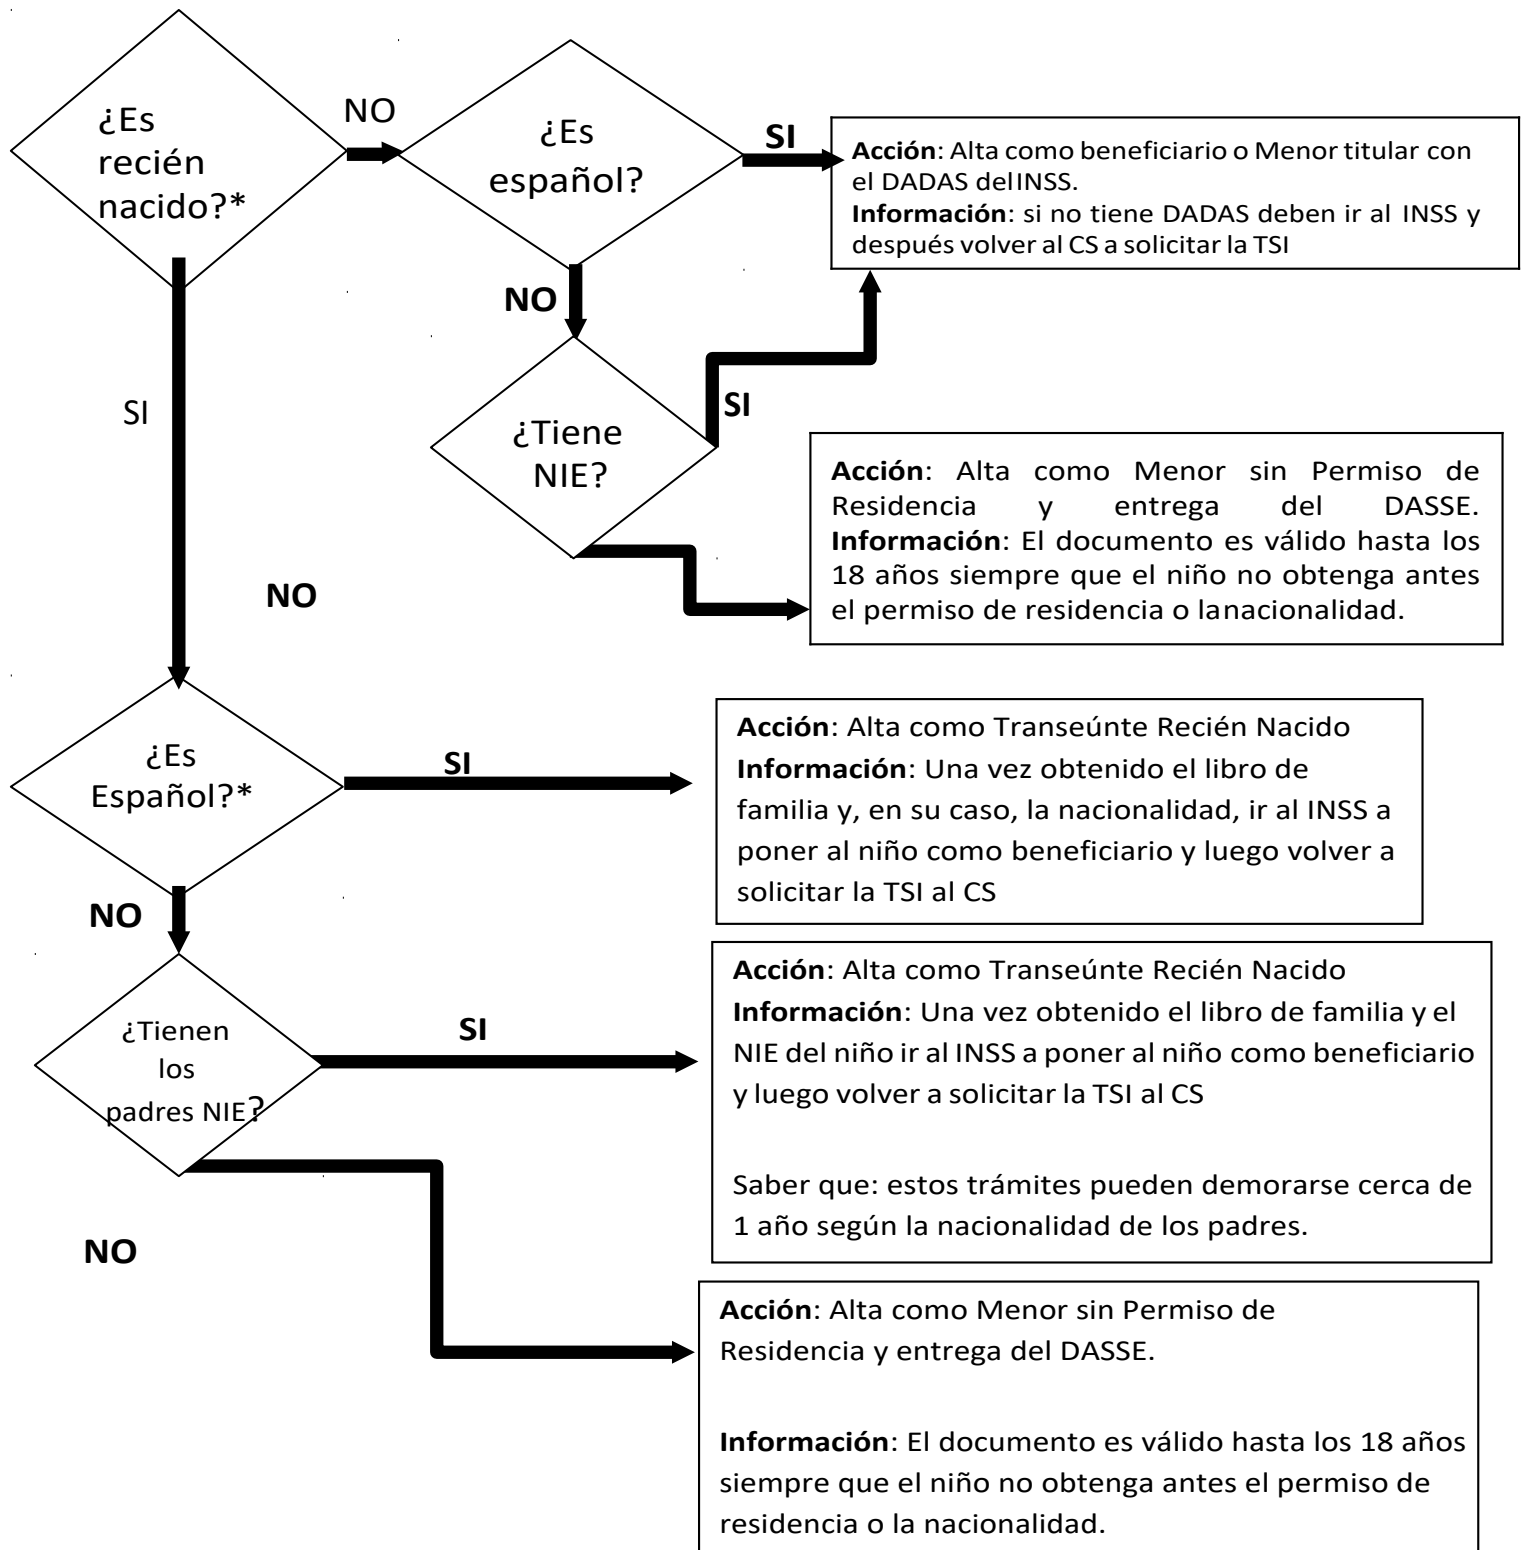 ¿Es
recién
nacido?*
NO
¿Es
español?
SI
Acción: Alta como beneficiario o Menor titular con
el DADAS delINSS.
Información: si no tiene DADAS deben ir al INSS y
después volver al CS a solicitar la TSI
NO
SI
¿Tiene
NIE?
SI
Acción: Alta como Menor sin Permiso de
Residencia y entrega del DASSE.
Información: El documento es válido hasta los
18 años siempre que el niño no obtenga antes
el permiso de residencia o lanacionalidad.
NO
¿Es
Español?*
SI
Acción: Alta como Transeúnte Recién Nacido
Información: Una vez obtenido el libro de
familia y, en su caso, la nacionalidad, ir al INSS a
poner al niño como beneficiario y luego volver a
solicitar la TSI al CS
NO
¿Tienen
los
padres NIE?
SI
Acción: Alta como Transeúnte Recién Nacido
Información: Una vez obtenido el libro de familia y el
NIE del niño ir al INSS a poner al niño como beneficiario
y luego volver a solicitar la TSI al CS
Saber que: estos trámites pueden demorarse cerca de
1 año según la nacionalidad de los padres.
NO
Acción: Alta como Menor sin Permiso de
Residencia y entrega del DASSE.
Información: El documento es válido hasta los 18 años
siempre que el niño no obtenga antes el permiso de
residencia o la nacionalidad.